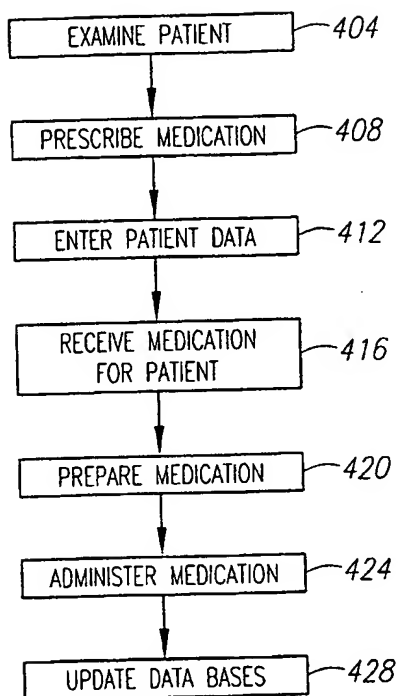 EXAMINE PATIENT 404
PRESCRIBE MEDICATION 408
ENTER PATIENT DATA 412
RECEIVE MEDICATION
FOR PATIENT 416
PREPARE MEDICATION 420
ADMINISTER MEDICATION 424
UPDATE DATA BASES 428